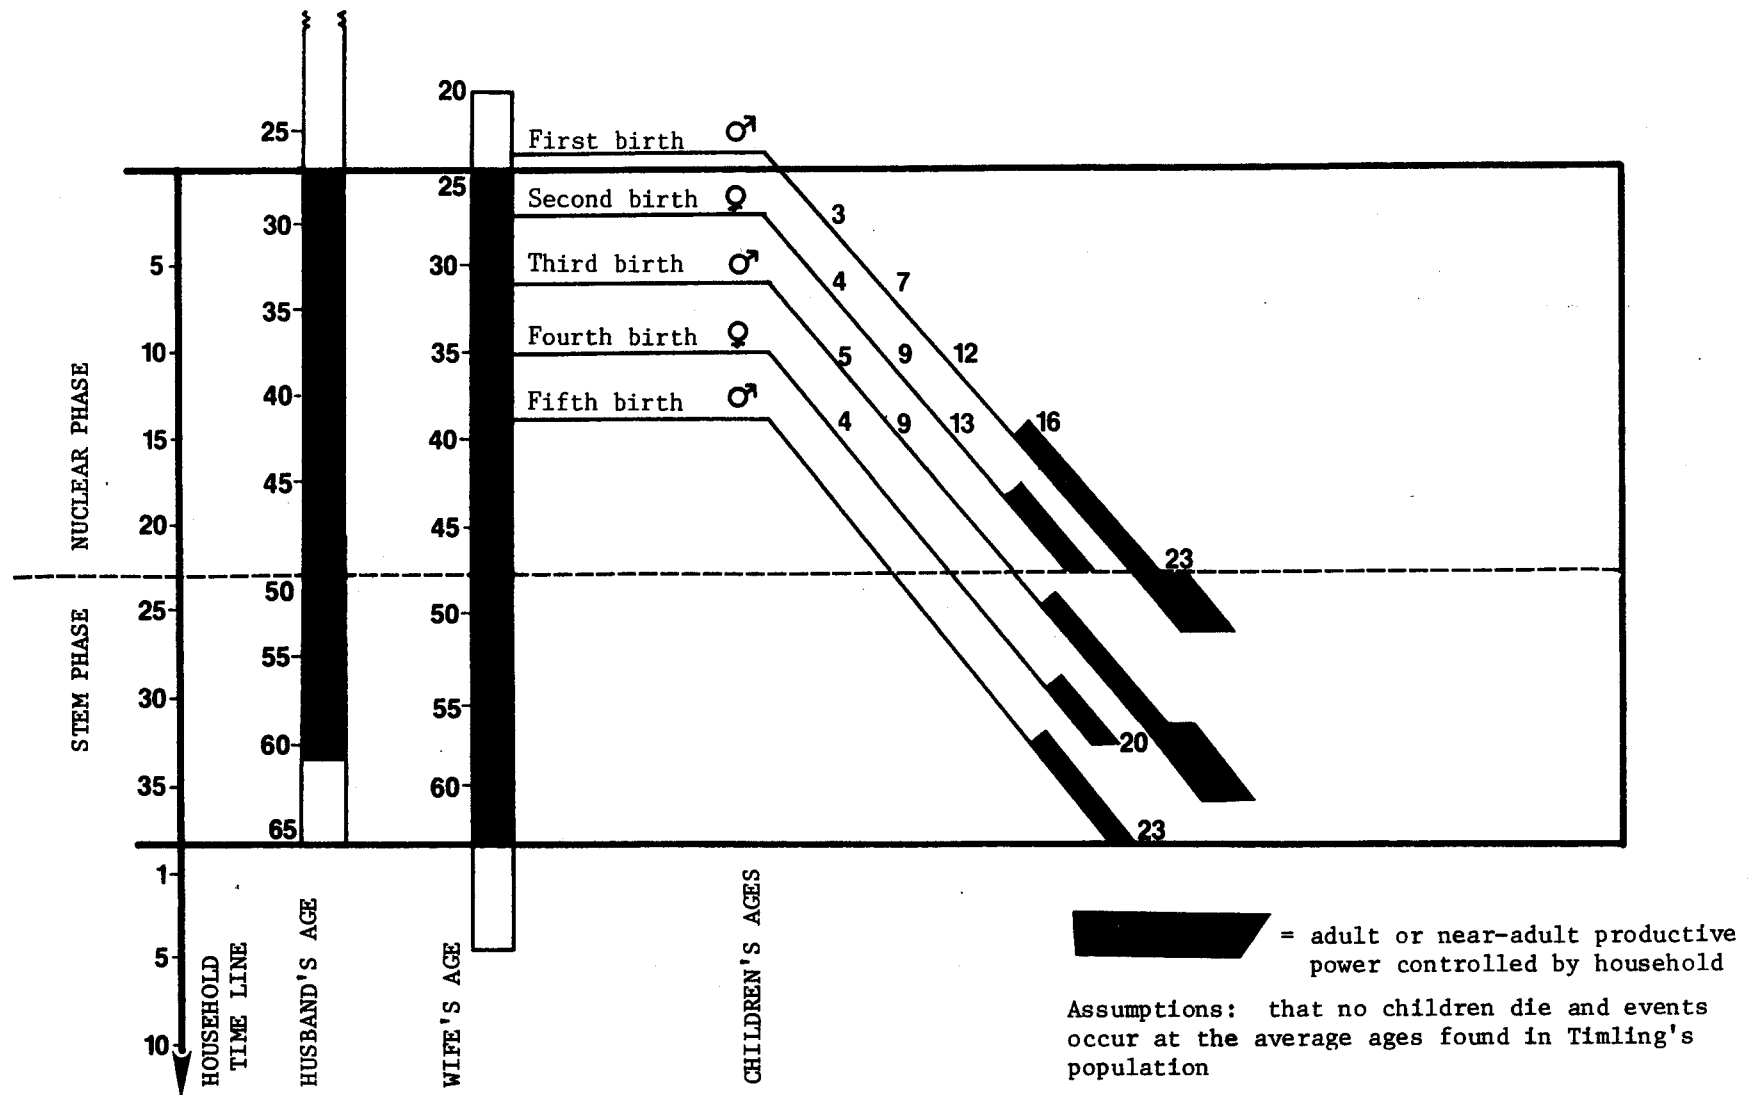 20
25
First birth ♂
25
Second birth ♀
3
30
5
30
Third birth ♂
4
7
35
10
35
Fourth birth ♀
5
9
12
40
15
40
Fifth birth ♂
4
9
13
16
45
20
45
23
50
25
50
55
30
55
20
60
35
60
65
23
1
5
10
NUCLEAR PHASE
STEM PHASE
HOUSEHOLD
TIME LINE
HUSBAND'S AGE
WIFE'S AGE
CHILDREN'S AGES
= adult or near-adult productive
power controlled by household
Assumptions: that no children die and events
occur at the average ages found in Timling's
population